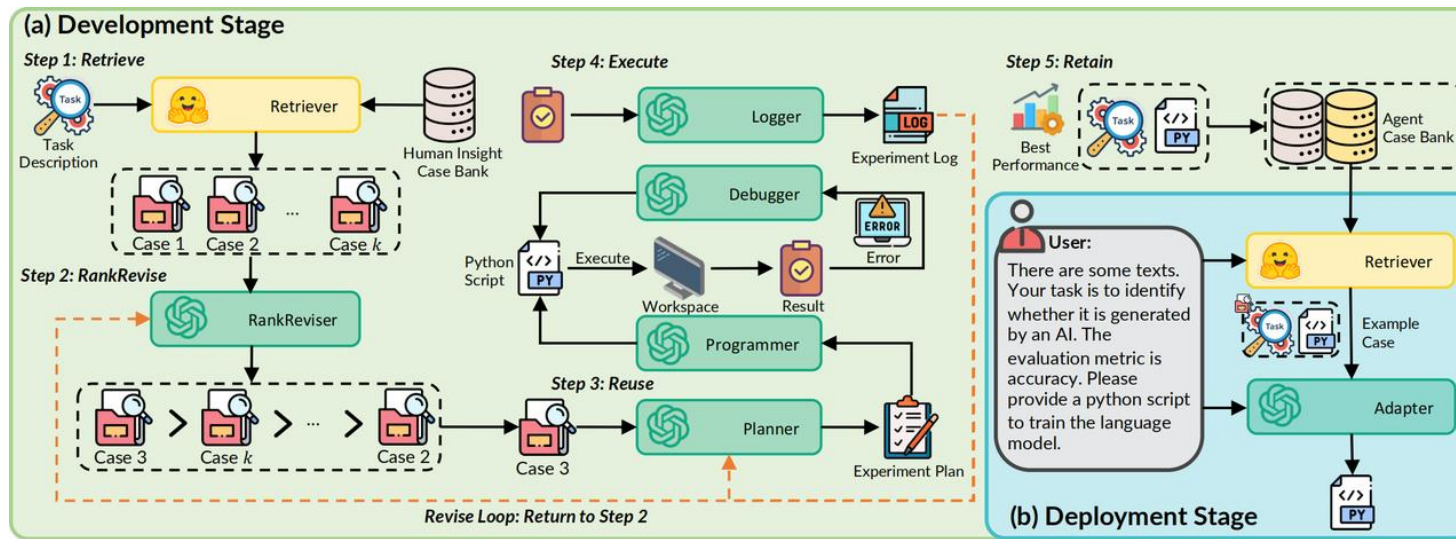 (a) Development Stage
Step 1: Retrieve
Task
Task
Description
Retriever
Human Insight
Case Bank
Case 1
Case 2
...
Case k
Step 2: RankRevise
RankReviser
Case 3
Case k
...
Case 2
Case 3
Step 3: Reuse
Planner
Experiment Plan
Programmer
Step 4: Execute
Logger
LOG
Experiment Log
Debugger
ERROR
Error
Python
Script
</>
PY
Execute
Workspace
Result
Revise Loop: Return to Step 2
Step 5: Retain
Best
Performance
Task
</>
PY
Agent
Case Bank
User:
There are some texts.
Your task is to identify
whether it is generated
by an AI. The
evaluation metric is
accuracy. Please
provide a python script
to train the language
model.
Retriever
Task
</>
PY
Example
Case
Adapter
</>
PY
(b) Deployment Stage